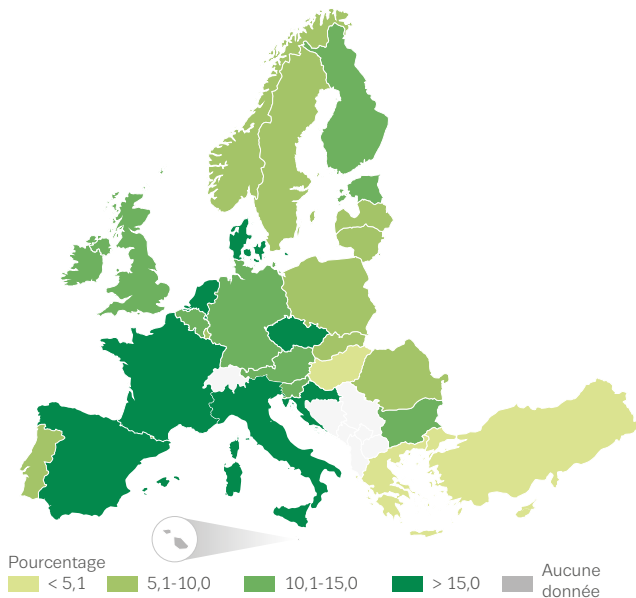 Pourcentage
< 5,1
5,1-10,0
10,1-15,0
> 15,0
Aucune
donnée